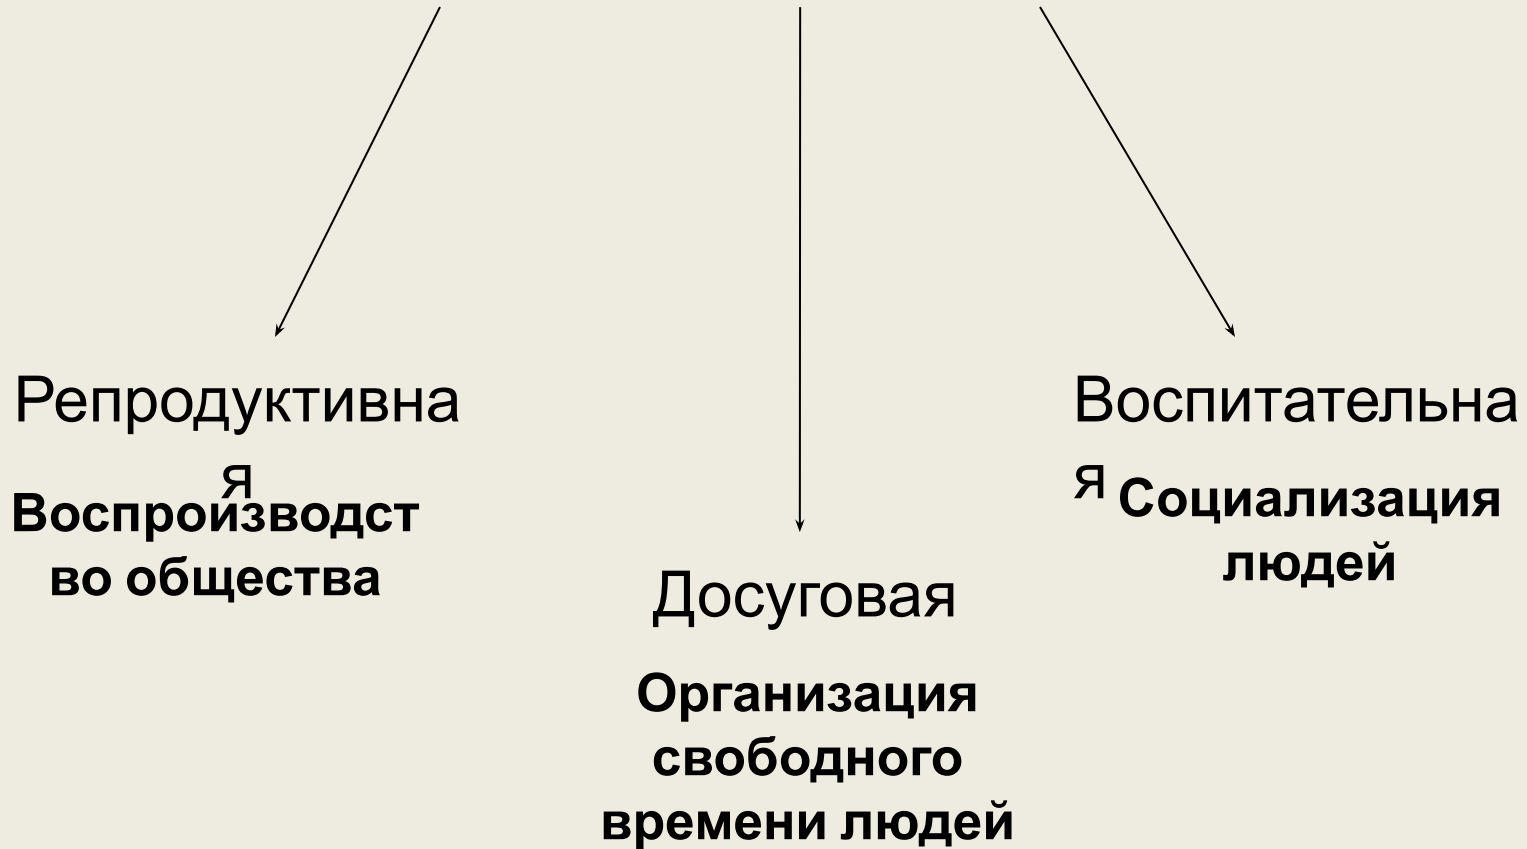 Репродуктивна
я
Воспроизводст
во общества
Досуговая
Организация
свободного
времени людей
Воспитательна
я
Социализация
людей